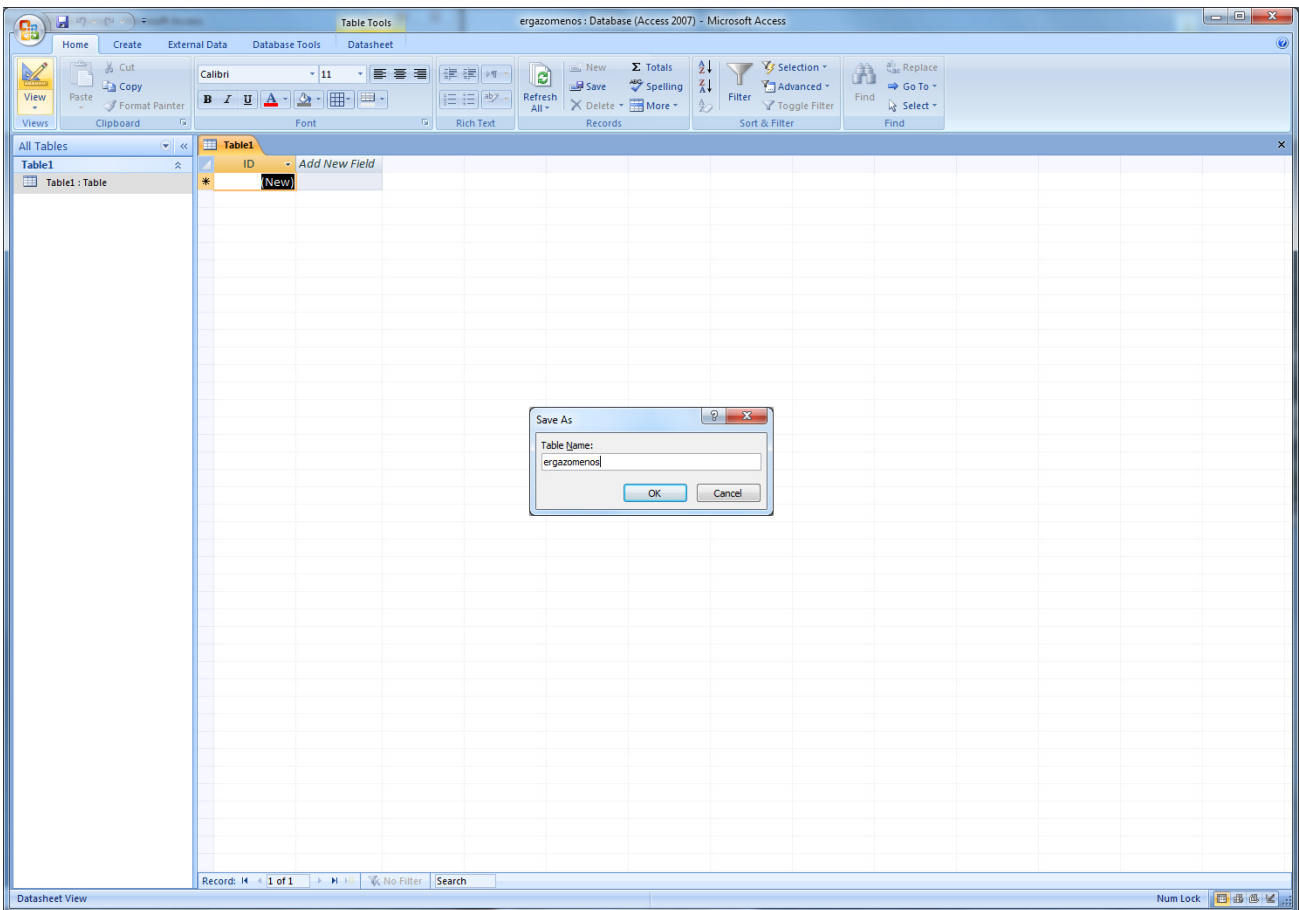 Table Tools
ergazomenos : Database (Access 2007) - Microsoft Access
Home Create External Data Database Tools Datasheet
View
Views
Paste
Cut
Copy
Format Painter
Clipboard
Calibri 11
B I U A
Font
Rich Text
Refresh All
New
Save
Delete
Σ Totals
Spelling
More
Records
Filter
Selection
Advanced
Toggle Filter
Sort & Filter
Find
Replace
Go To
Select
Find
All Tables
Table1
Table1 : Table
Table1
ID Add New Field
* (New)
Save As
Table Name:
ergazomenos
OK Cancel
Record: 1 of 1 No Filter Search
Datasheet View
Num Lock